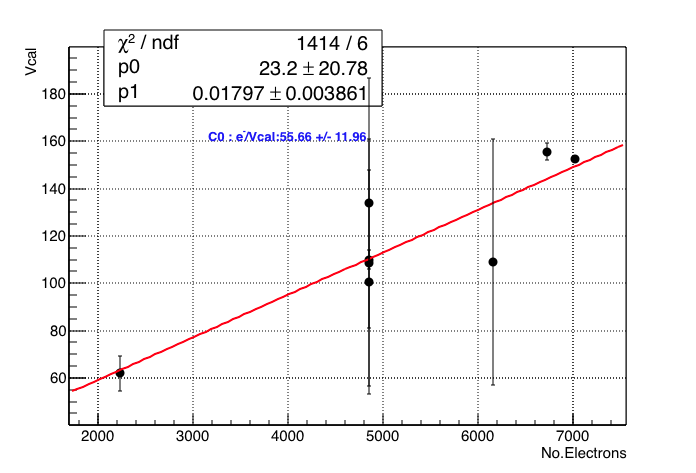 χ² / ndf 1414 / 6
p0 23.2 ± 20.78
p1 0.01797 ± 0.003861
Vcal
C0 : e/Vcal:55.66 +/- 11.96
180
160
140
120
100
80
60
2000 3000 4000 5000 6000 7000
No.Electrons